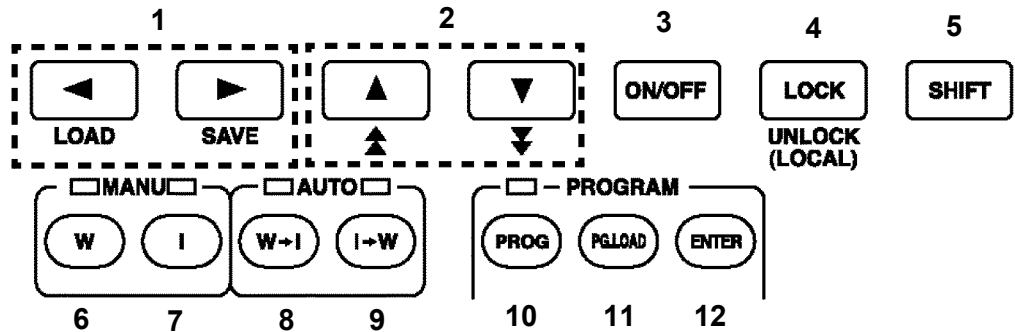 1 2 3 4 5
ON/OFF LOCK SHIFT
LOAD SAVE UNLOCK
(LOCAL)
MANU AUTO PROGRAM
W I W→I I→W PROG PG.LOAD ENTER
6 7 8 9 10 11 12